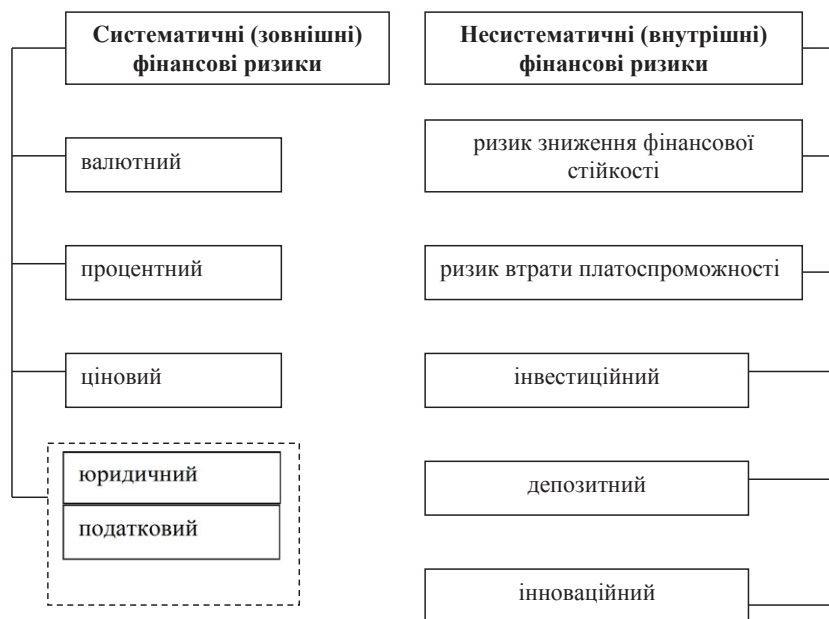 Систематичні (зовнішні)
фінансові ризики
валютний
процентний
ціновий
юридичний
податковий
Несистематичні (внутрішні)
фінансові ризики
ризик зниження фінансової
стійкості
ризик втрати платоспроможності
інвестиційний
депозитний
інноваційний